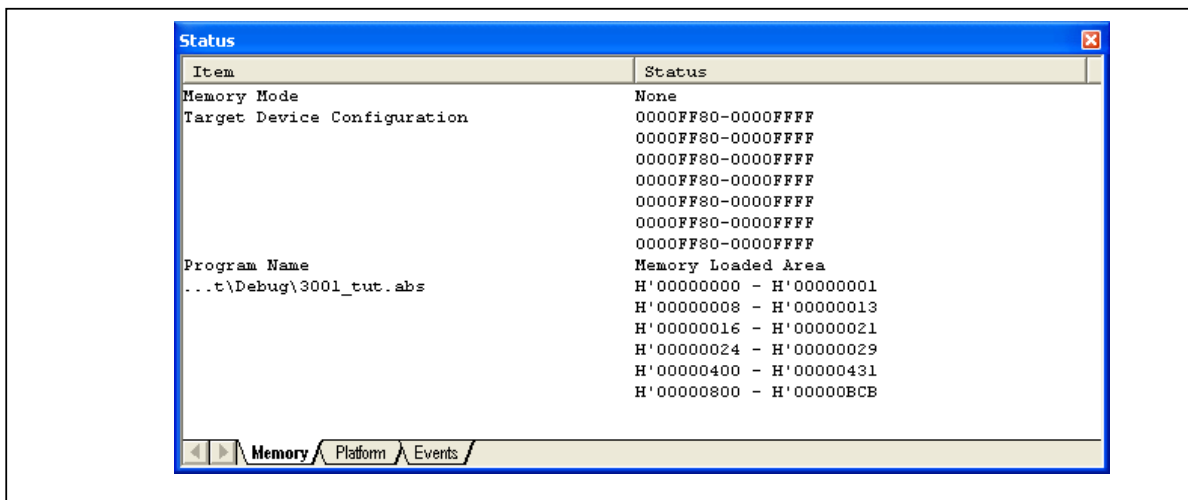 Status
Item Status
Memory Mode None
Target Device Configuration 0000FF80-0000FFFF
0000FF80-0000FFFF
0000FF80-0000FFFF
0000FF80-0000FFFF
0000FF80-0000FFFF
0000FF80-0000FFFF
0000FF80-0000FFFF
Program Name Memory Loaded Area
...t\Debug\3001_tut.abs H'00000000 - H'00000001
H'00000008 - H'00000013
H'00000016 - H'00000021
H'00000024 - H'00000029
H'00000400 - H'00000431
H'00000800 - H'00000BCB
Memory Platform Events